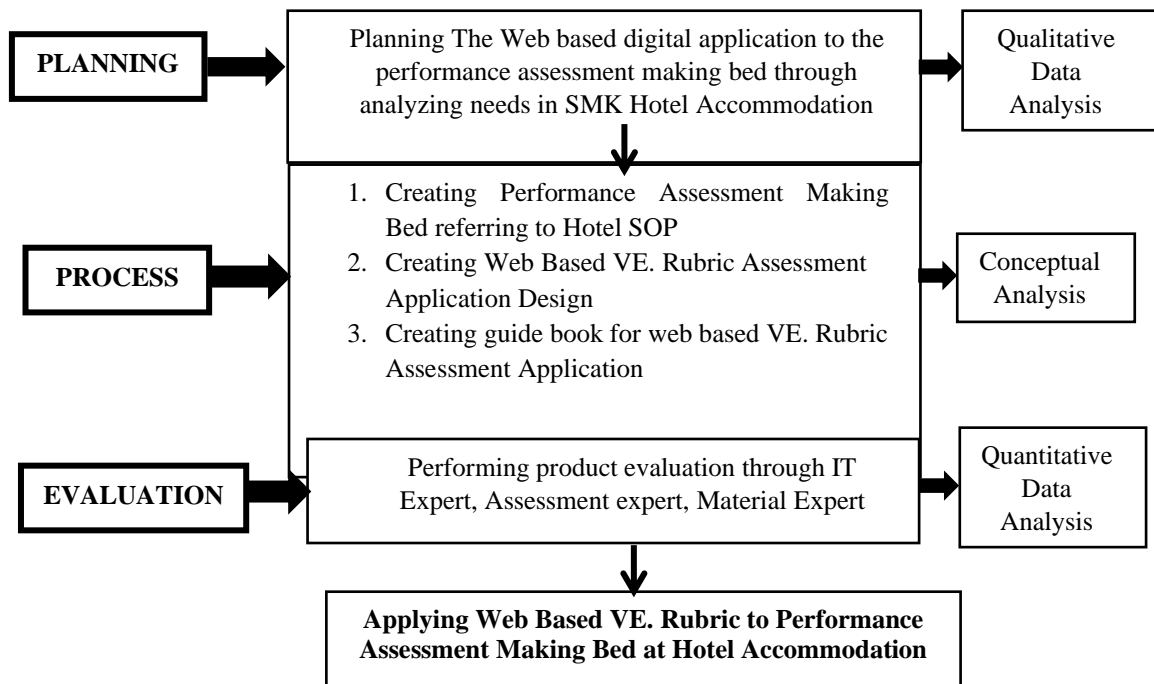 PLANNING
Planning The Web based digital application to the
performance assessment making bed through
analyzing needs in SMK Hotel Accommodation
Qualitative
Data
Analysis
PROCESS
1. Creating Performance Assessment Making
Bed referring to Hotel SOP
2. Creating Web Based VE. Rubric Assessment
Application Design
3. Creating guide book for web based VE. Rubric
Assessment Application
Conceptual
Analysis
EVALUATION
Performing product evaluation through IT
Expert, Assessment expert, Material Expert
Quantitative
Data
Analysis
Applying Web Based VE. Rubric to Performance
Assessment Making Bed at Hotel Accommodation